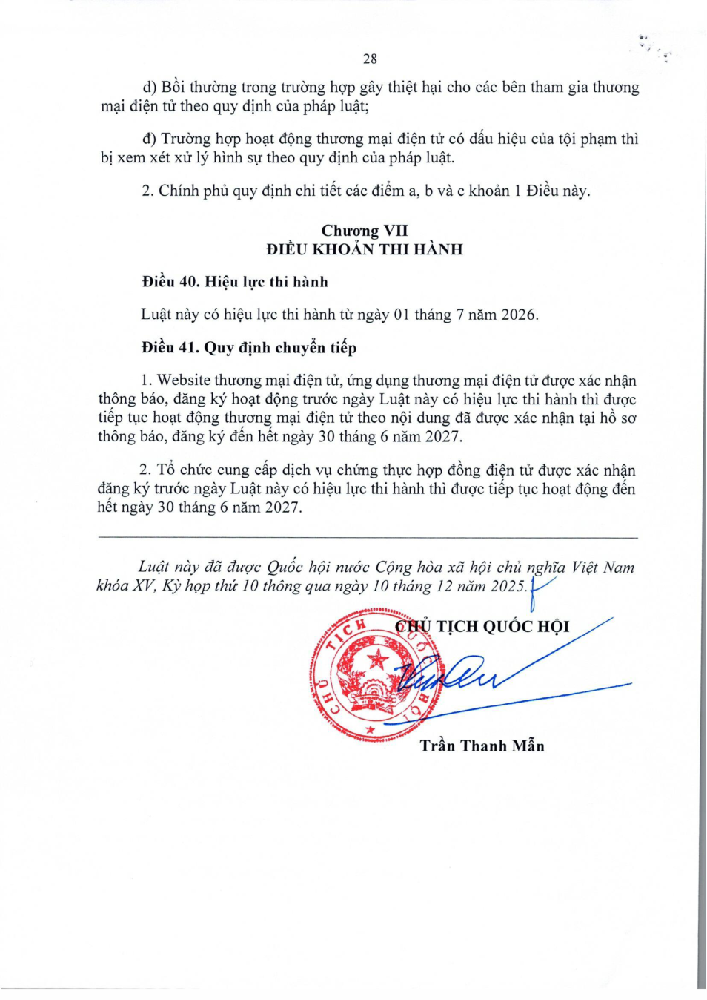 28
d) Bồi thường trong trường hợp gây thiệt hại cho các bên tham gia thương
mại điện tử theo quy định của pháp luật;
đ) Trường hợp hoạt động thương mại điện tử có dấu hiệu của tội phạm thì
bị xem xét xử lý hình sự theo quy định của pháp luật.
2. Chính phủ quy định chi tiết các điểm a, b và c khoản 1 Điều này.
Chương VII
ĐIỀU KHOẢN THI HÀNH
Điều 40. Hiệu lực thi hành
Luật này có hiệu lực thi hành từ ngày 01 tháng 7 năm 2026.
Điều 41. Quy định chuyển tiếp
1. Website thương mại điện tử, ứng dụng thương mại điện tử được xác nhận
thông báo, đăng ký hoạt động trước ngày Luật này có hiệu lực thi hành thì được
tiếp tục hoạt động thương mại điện tử theo nội dung đã được xác nhận tại hồ sơ
thông báo, đăng ký đến hết ngày 30 tháng 6 năm 2027.
2. Tổ chức cung cấp dịch vụ chứng thực hợp đồng điện tử được xác nhận
đăng ký trước ngày Luật này có hiệu lực thi hành thì được tiếp tục hoạt động đến
hết ngày 30 tháng 6 năm 2027.
Luật này đã được Quốc hội nước Cộng hòa xã hội chủ nghĩa Việt Nam
khóa XV, Kỳ họp thứ 10 thông qua ngày 10 tháng 12 năm 2025.
CHỦ TỊCH QUỐC HỘI
CHỦ TỊCH QUỐC HỘI
Trần Thanh Mẫn